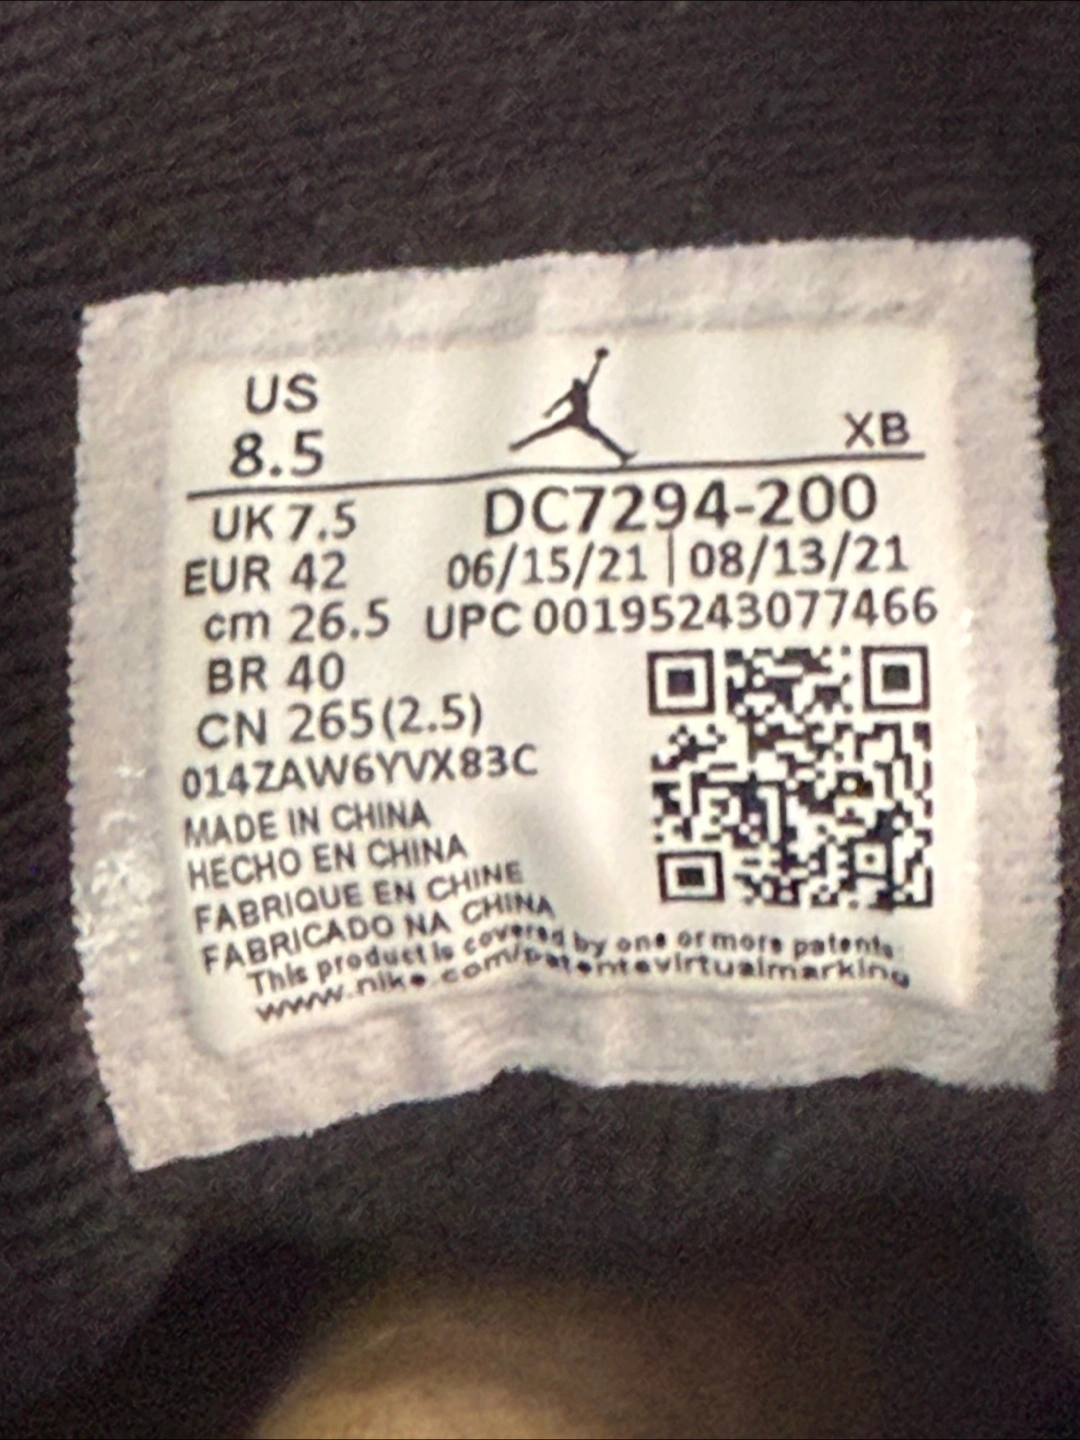 US
8.5
XB
UK 7.5
DC7294-200
EUR 42
06/15/21 | 08/13/21
cm 26.5
UPC 00195243077466
BR 40
CN 265(2.5)
014ZAW6YVX83C
MADE IN CHINA
HECHO EN CHINA
FABRIQUE EN CHINE
FABRICADO NA CHINA
This product is covered by one or more patents
www.nike.com/patentsvirtualmarking